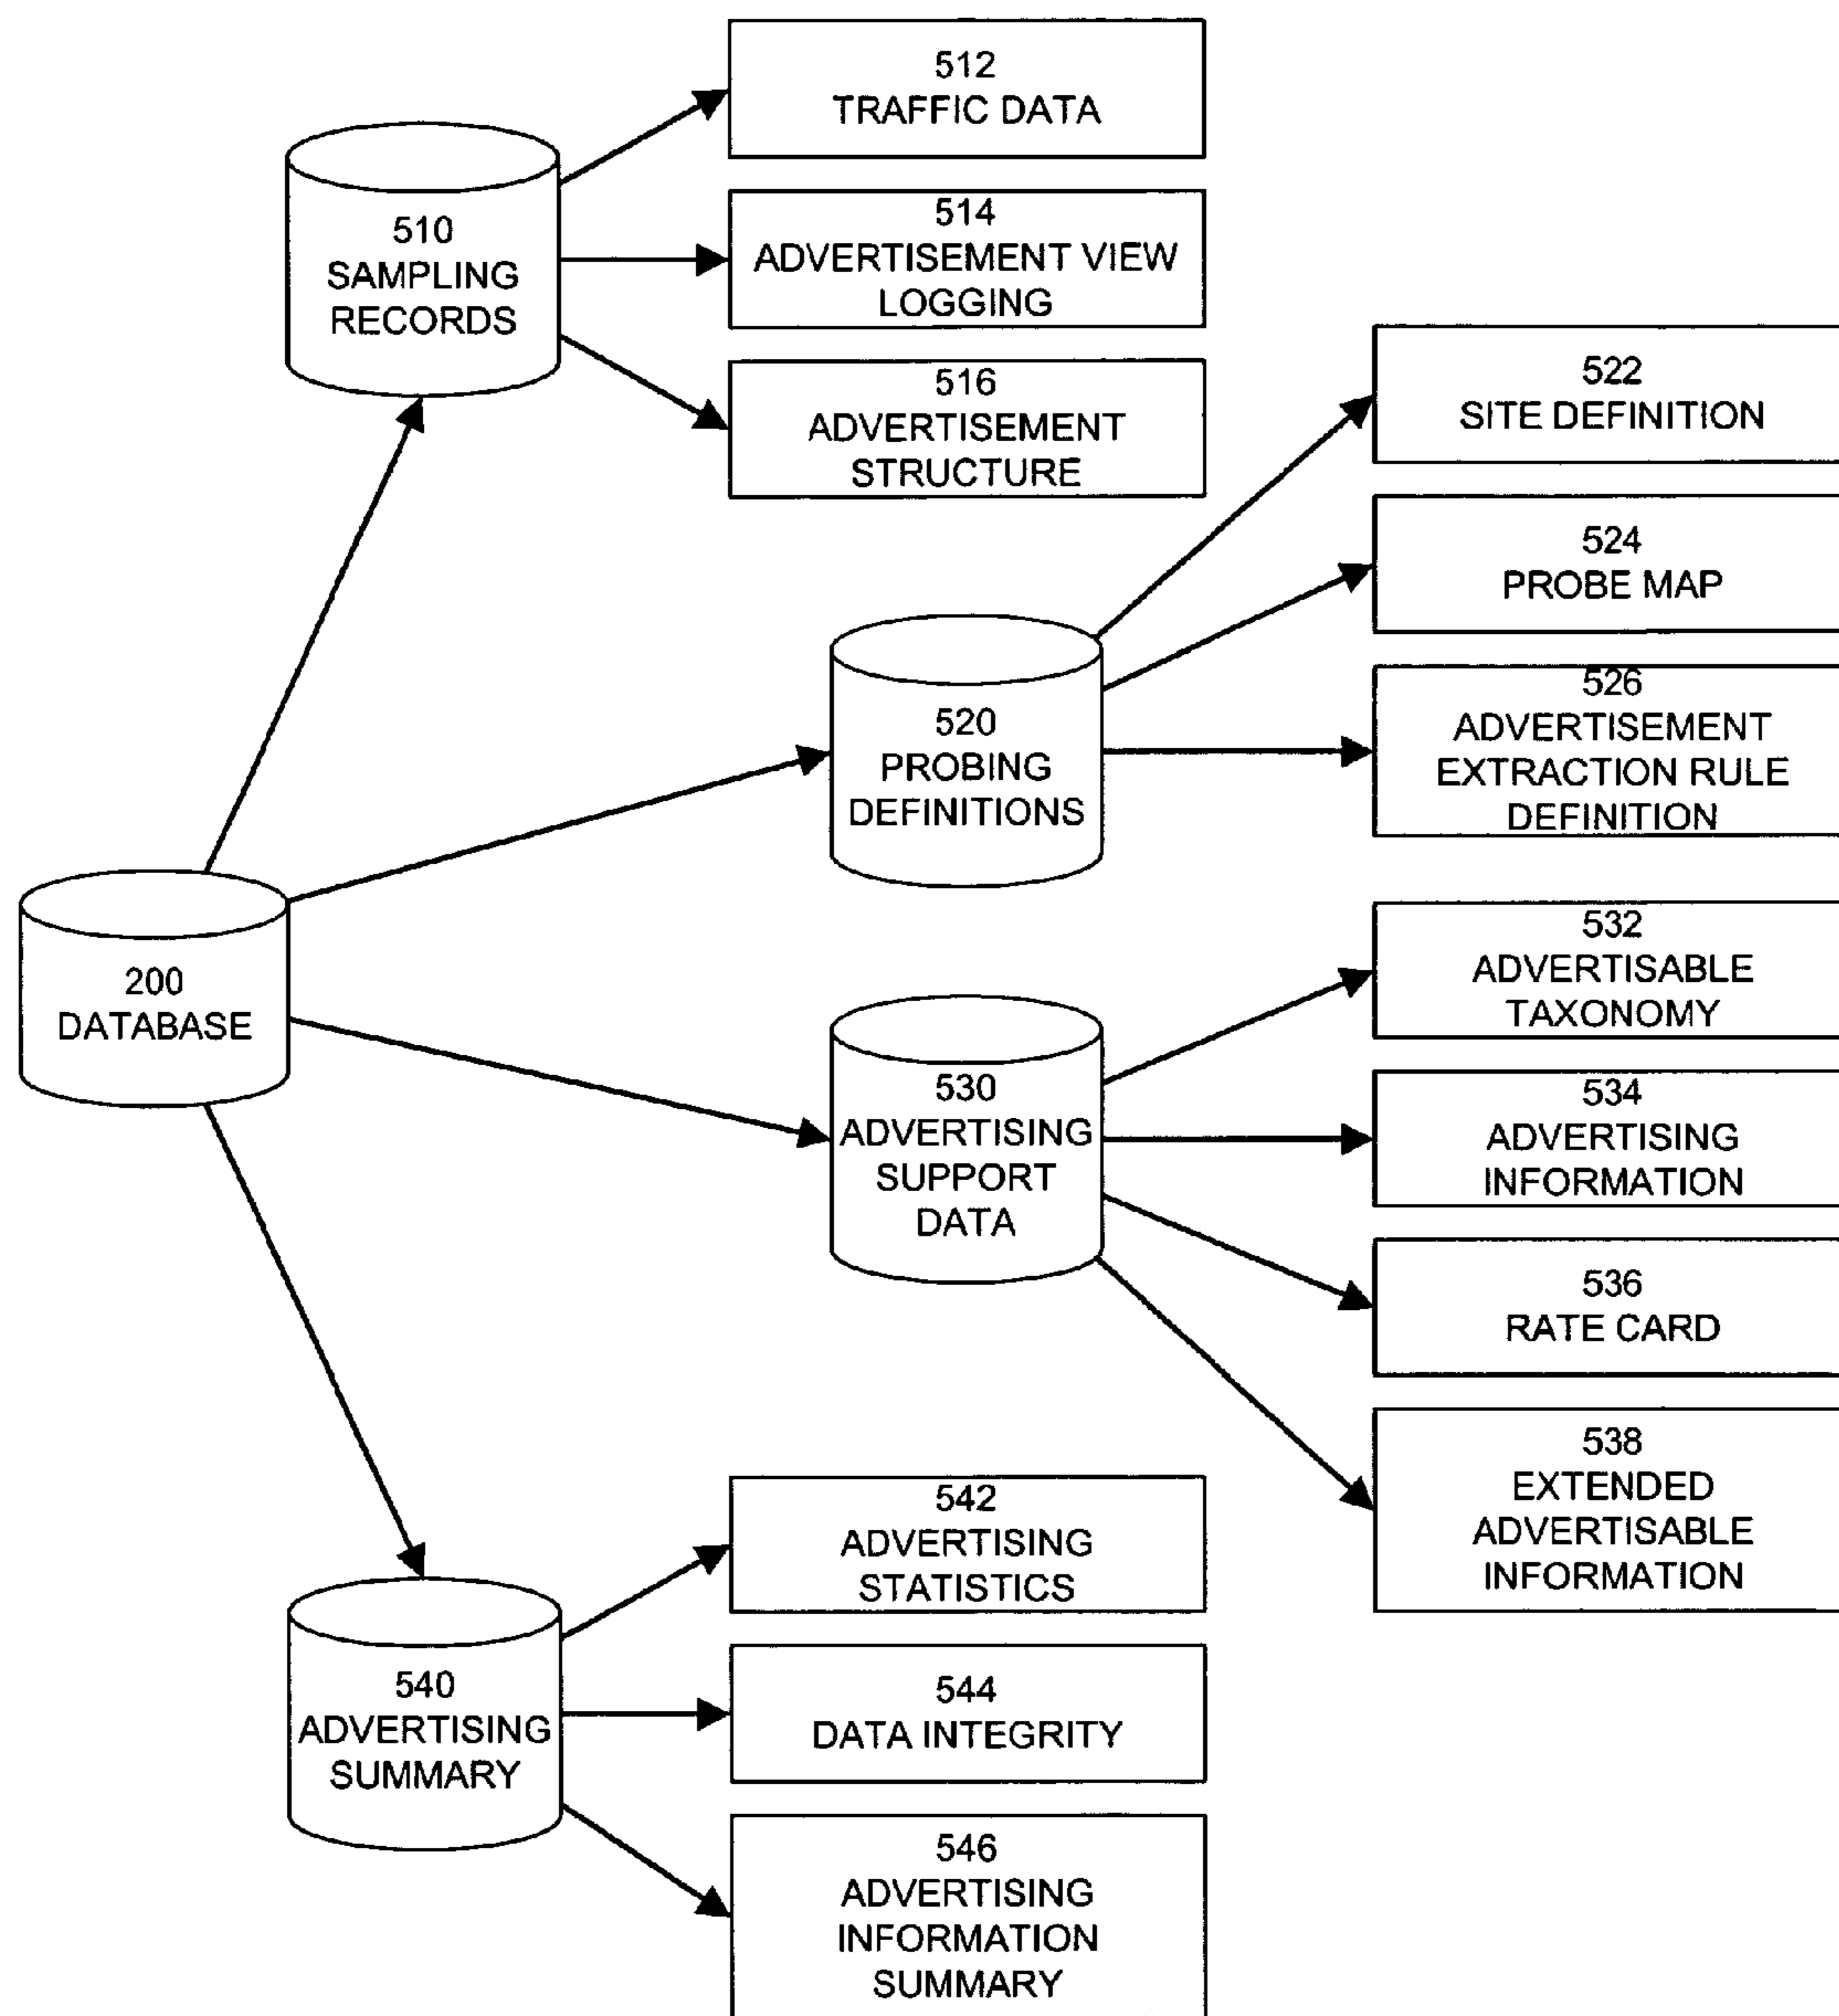 512
TRAFFIC DATA
510
SAMPLING
RECORDS
514
ADVERTISEMENT VIEW
LOGGING
516
ADVERTISEMENT
STRUCTURE
522
SITE DEFINITION
524
PROBE MAP
520
PROBING
DEFINITIONS
526
ADVERTISEMENT
EXTRACTION RULE
DEFINITION
200
DATABASE
532
ADVERTISABLE
TAXONOMY
530
ADVERTISING
SUPPORT
DATA
534
ADVERTISING
INFORMATION
536
RATE CARD
538
EXTENDED
ADVERTISABLE
INFORMATION
542
ADVERTISING
STATISTICS
540
ADVERTISING
SUMMARY
544
DATA INTEGRITY
546
ADVERTISING
INFORMATION
SUMMARY